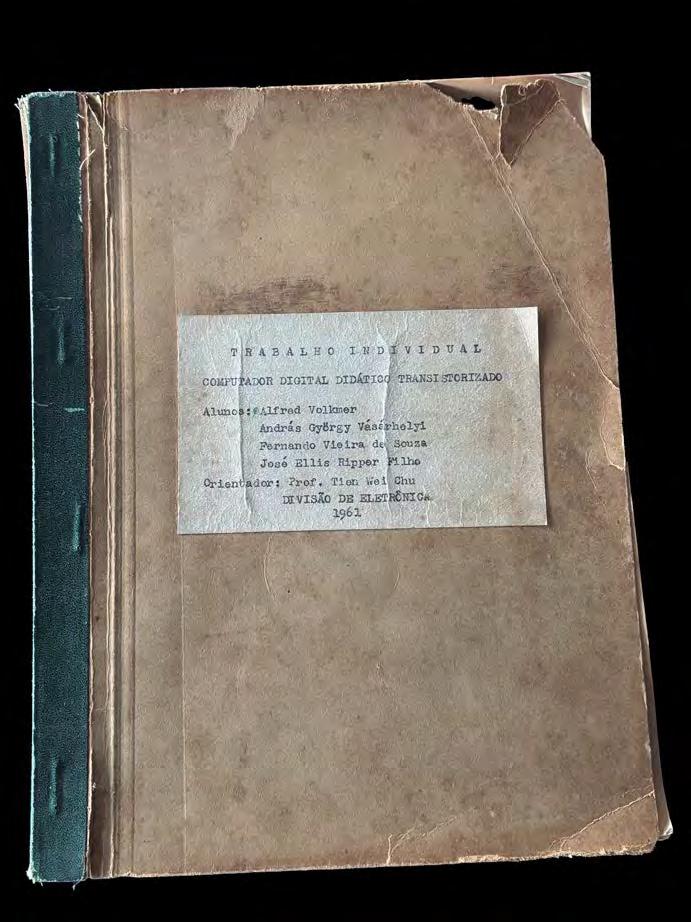 TRABALHO INDIVIDUAL
COMPUTADOR DIGITAL DIDÁTICO TRANSISTORIZADO
Alunos: Alfred Volkmer
András György Vásárhelyi
Fernando Vieira de Souza
José Ellis Ripper Filho
Orientador: Prof. Tien Wei Chu
DIVISÃO DE ELETRÔNICA
1961